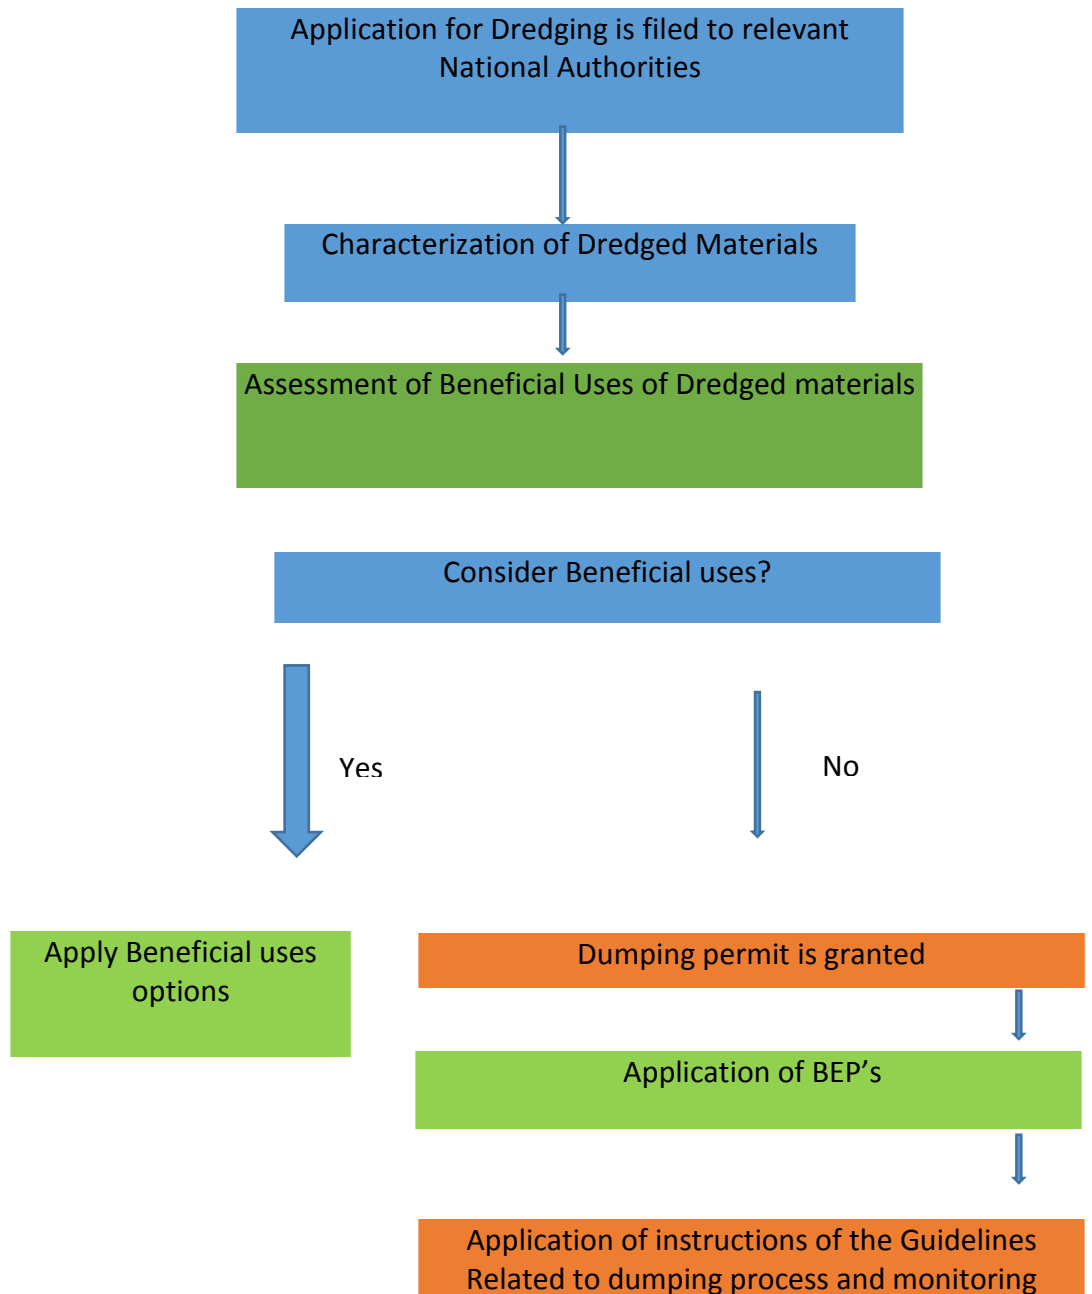 Application for Dredging is filed to relevant
National Authorities
Characterization of Dredged Materials
Assessment of Beneficial Uses of Dredged materials
Consider Beneficial uses?
Yes
No
Apply Beneficial uses
options
Dumping permit is granted
Application of BEP’s
Application of instructions of the Guidelines
Related to dumping process and monitoring